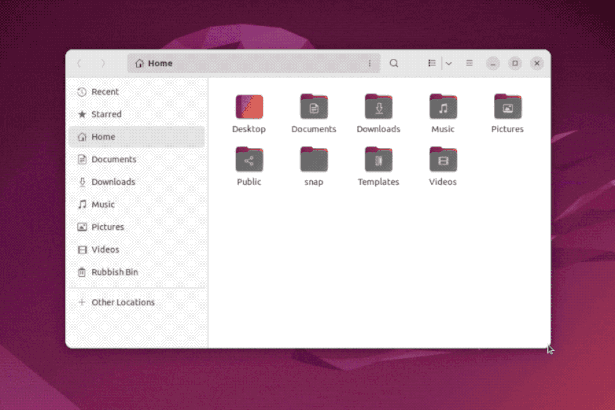 Home
Recent
Starred
Home
Documents
Downloads
Music
Pictures
Videos
Rubbish Bin
Other Locations
Desktop Documents Downloads Music Pictures
Public snap Templates Videos